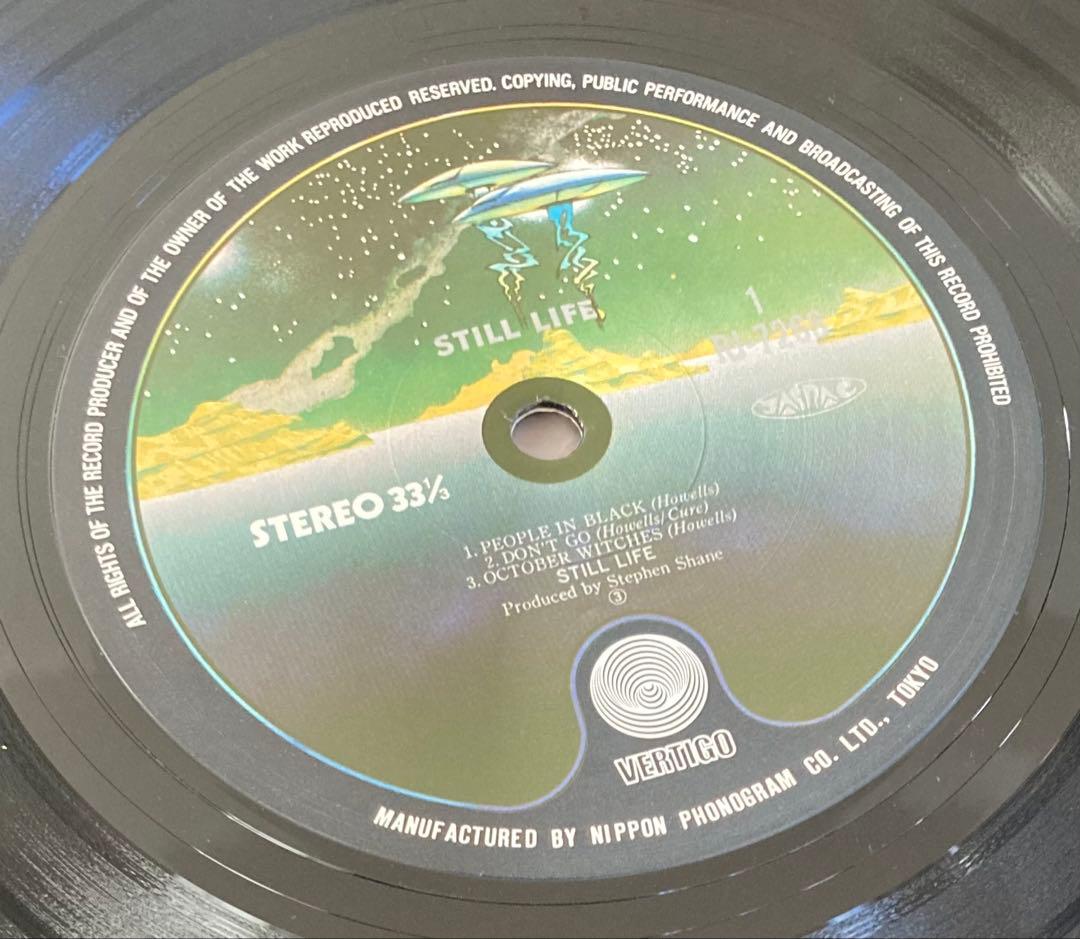 ALL RIGHTS OF THE RECORD PRODUCER AND OF THE OWNER OF THE WORK REPRODUCED RESERVED. COPYING, PUBLIC PERFORMANCE AND BROADCASTING OF THIS RECORD PROHIBITED
STILL LIFE
1
JASRAC
STEREO 33⅓
1. PEOPLE IN BLACK (Howells)
2. DON'T GO (Howells/Cure)
3. OCTOBER WITCHES (Howells)
STILL LIFE
Produced by Stephen Shane
③
VERTIGO
MANUFACTURED BY NIPPON PHONOGRAM CO. LTD., TOKYO